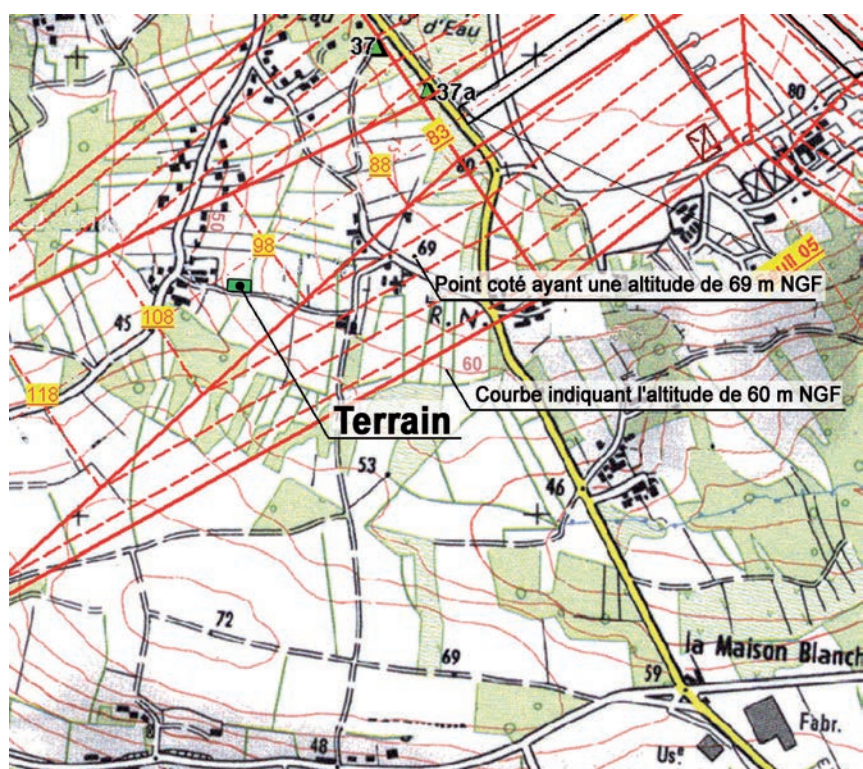 Eau
d'Eau
37
37a
80
83
60
88
50
69
98
Point coté ayant une altitude de 69 m NGF
R. N.
45
108
60
118
Courbe indiquant l'altitude de 60 m NGF
Terrain
53
46
72
69
59
la Maison Blanch
Fabr.
48
Us.e